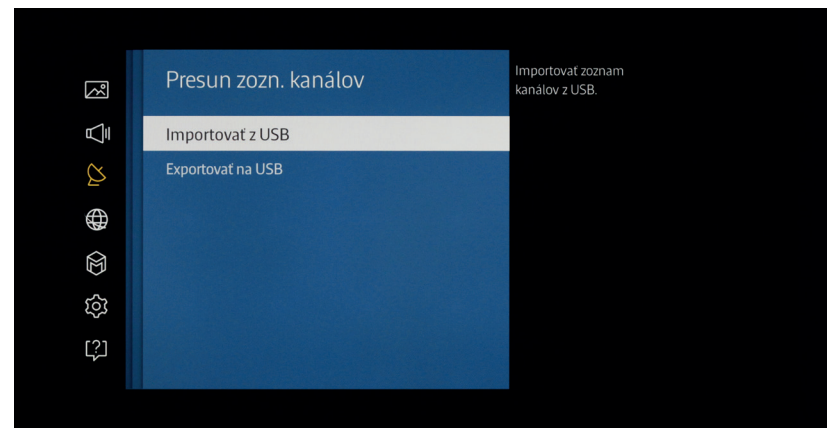 Presun zozn. kanálov
Importovať z USB
Exportovať na USB
Importovať zoznam
kanálov z USB.
[?]